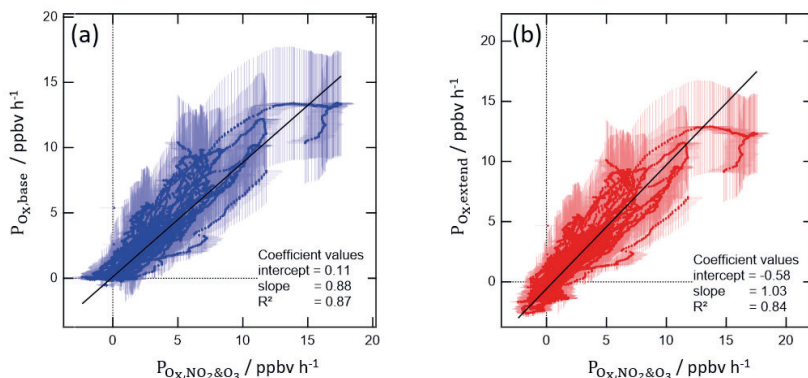 (a)
20
15
10
5
0
P_Ox,base / ppbv h⁻¹
Coefficient values
intercept = 0.11
slope = 0.88
R² = 0.87
0 5 10 15 20
P_Ox,NO₂&O₃ / ppbv h⁻¹
(b)
20
15
10
5
0
P_Ox,extend / ppbv h⁻¹
Coefficient values
intercept = -0.58
slope = 1.03
R² = 0.84
0 5 10 15 20
P_Ox,NO₂&O₃ / ppbv h⁻¹